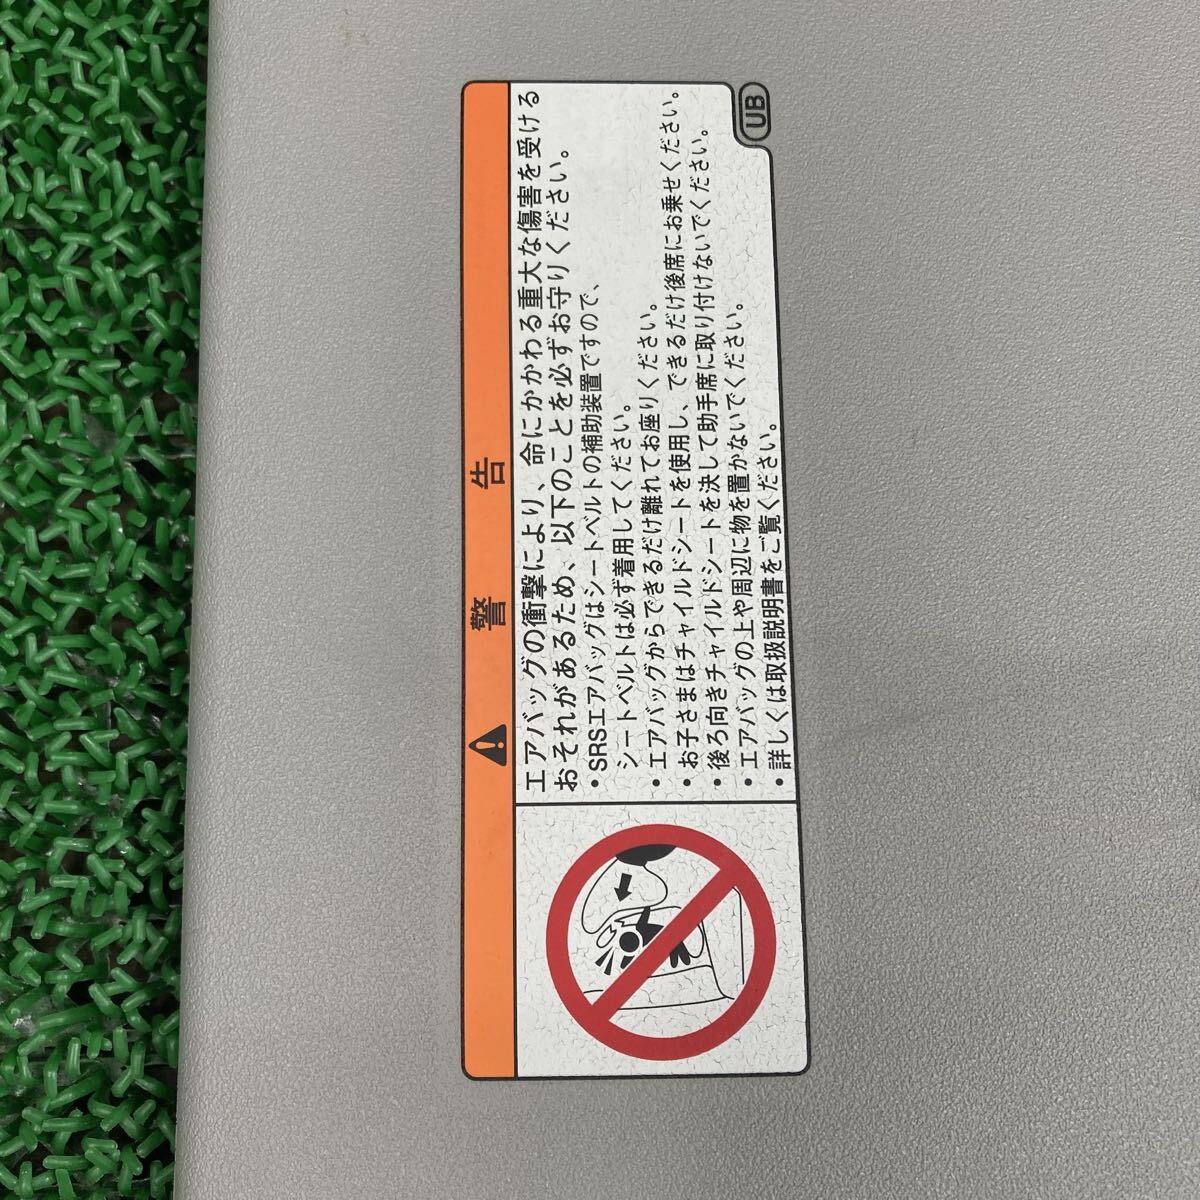 警告
エアバッグの衝撃により、命にかかわる重大な傷害を受ける
おそれがあるため、以下のことを必ずお守りください。
・SRSエアバッグはシートベルトの補助装置ですので、
シートベルトは必ず着用してください。
・エアバッグからできるだけ離れてお座りください。
・お子さまはチャイルドシートを使用し、できるだけ後席にお乗せください。
・後ろ向きチャイルドシートを決して助手席に取り付けないでください。
・エアバッグの上や周辺に物を置かないでください。
・詳しくは取扱説明書をご覧ください。
UB